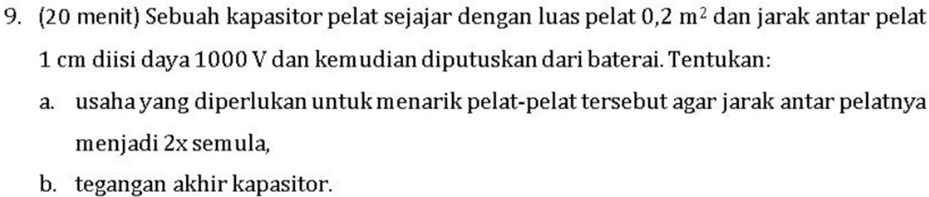 9. (20 menit) Sebuah kapasitor pelat sejajar dengan luas pelat 0,2 m² dan jarak antar pelat
1 cm diisi daya 1000 V dan kemudian diputuskan dari baterai. Tentukan:
a. usaha yang diperlukan untuk menarik pelat-pelat tersebut agar jarak antar pelatnya
menjadi 2x semula,
b. tegangan akhir kapasitor.